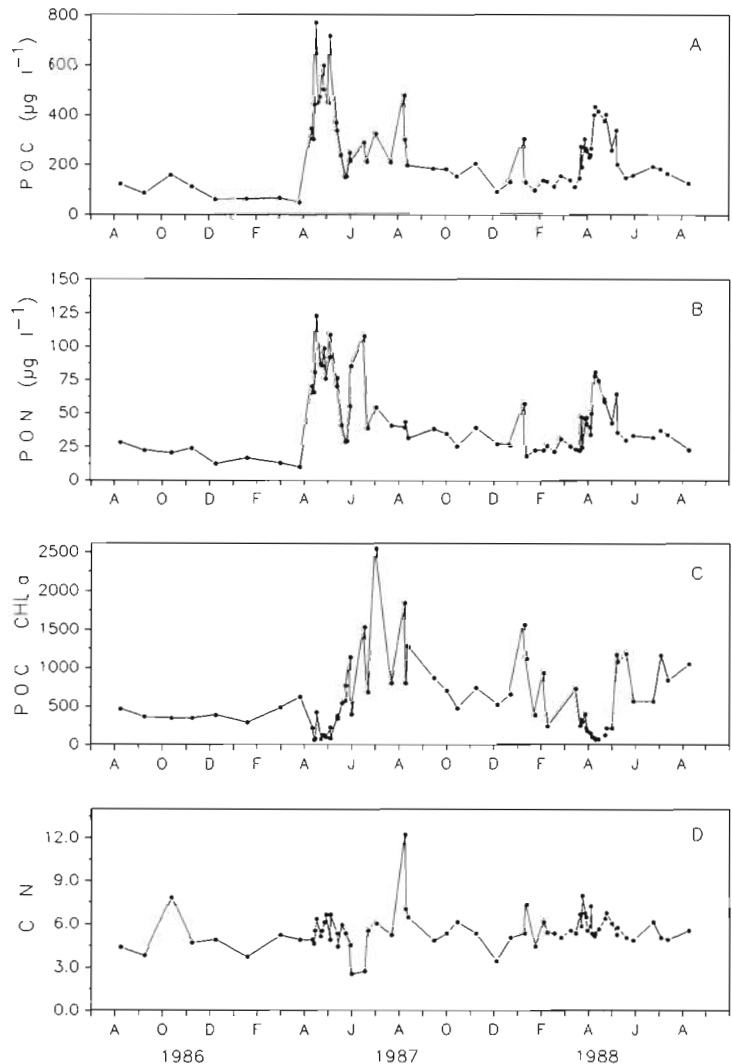 800
600
400
200
0
POC (µg l⁻¹)
A
A O D F A J A O D F A J A
150
125
100
75
50
25
0
PON (µg l⁻¹)
B
A O D F A J A O D F A J A
2500
2000
1500
1000
500
0
POC CHL a
C
A O D F A J A O D F A J A
12.0
9.0
6.0
3.0
0.0
C N
D
A O D F A J A O D F A J A
1986 1987 1988